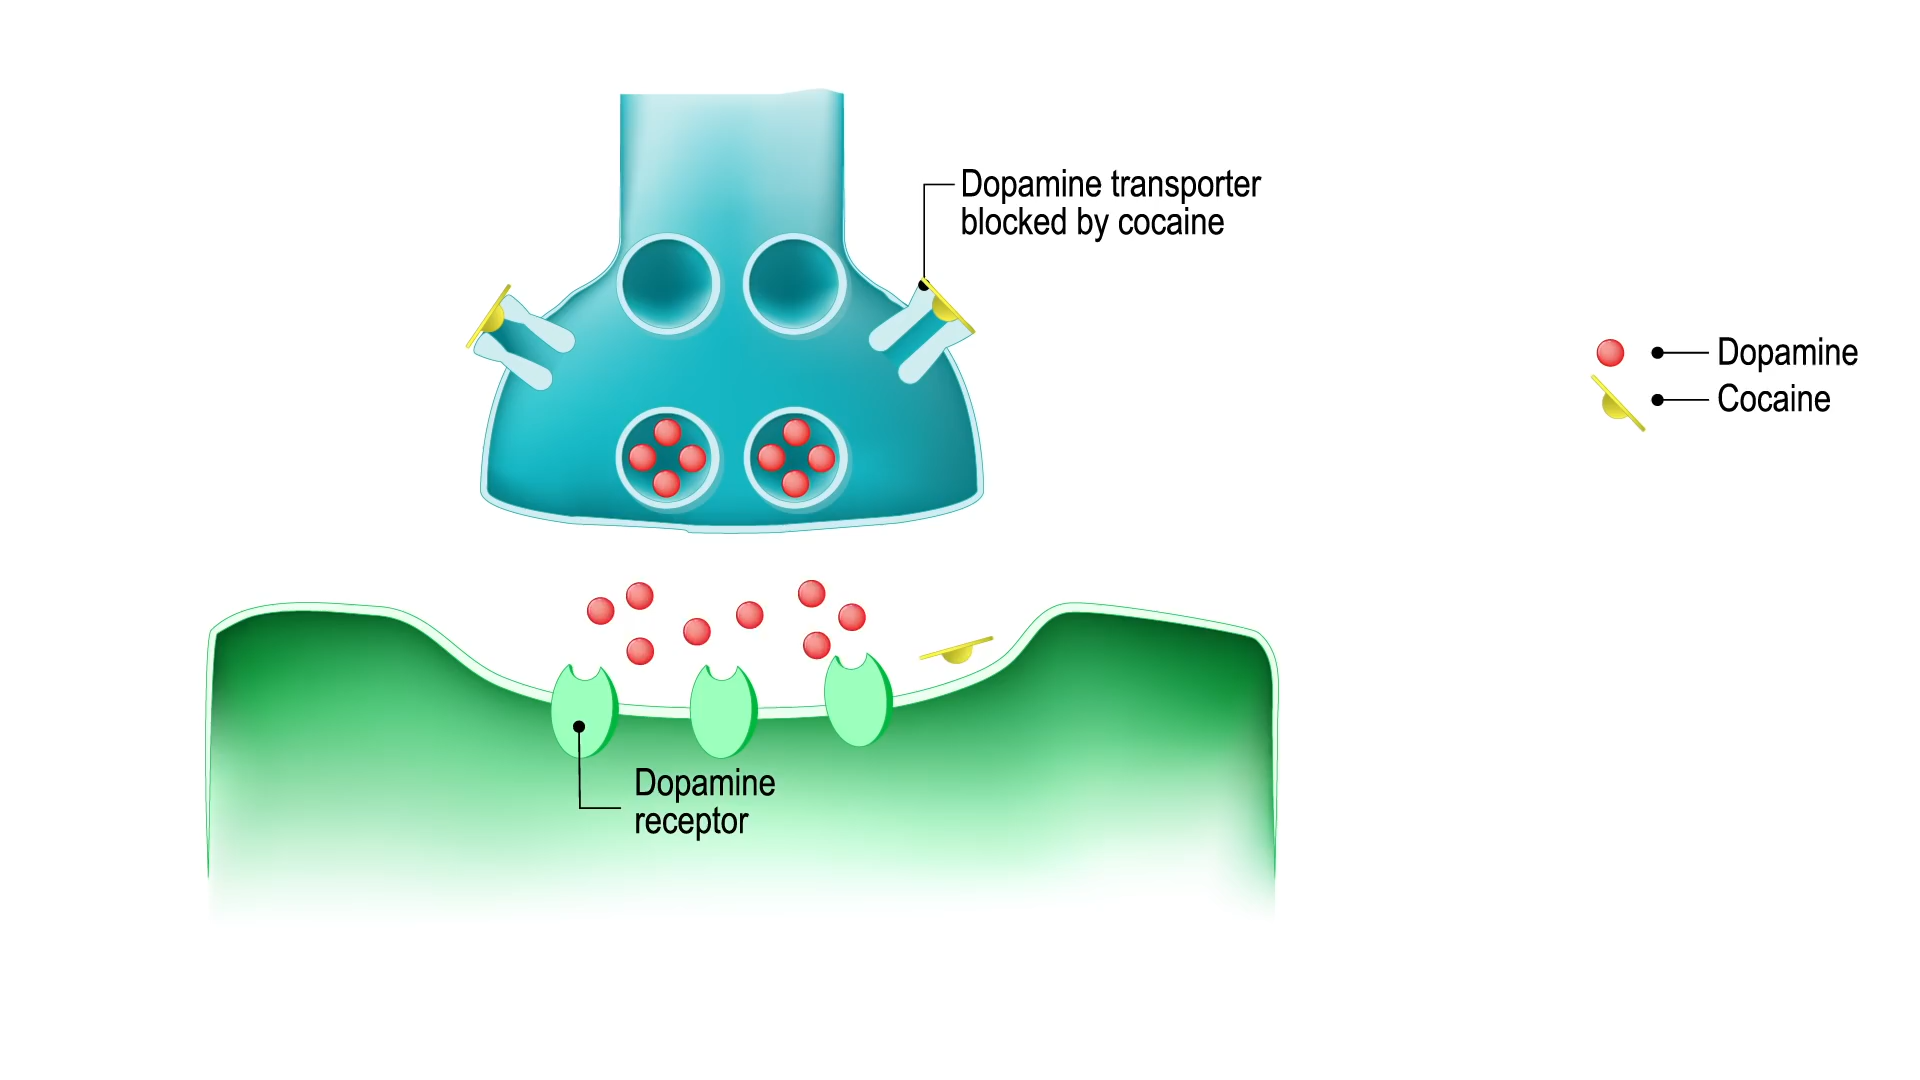 Dopamine transporter
blocked by cocaine
Dopamine
Cocaine
Dopamine
receptor